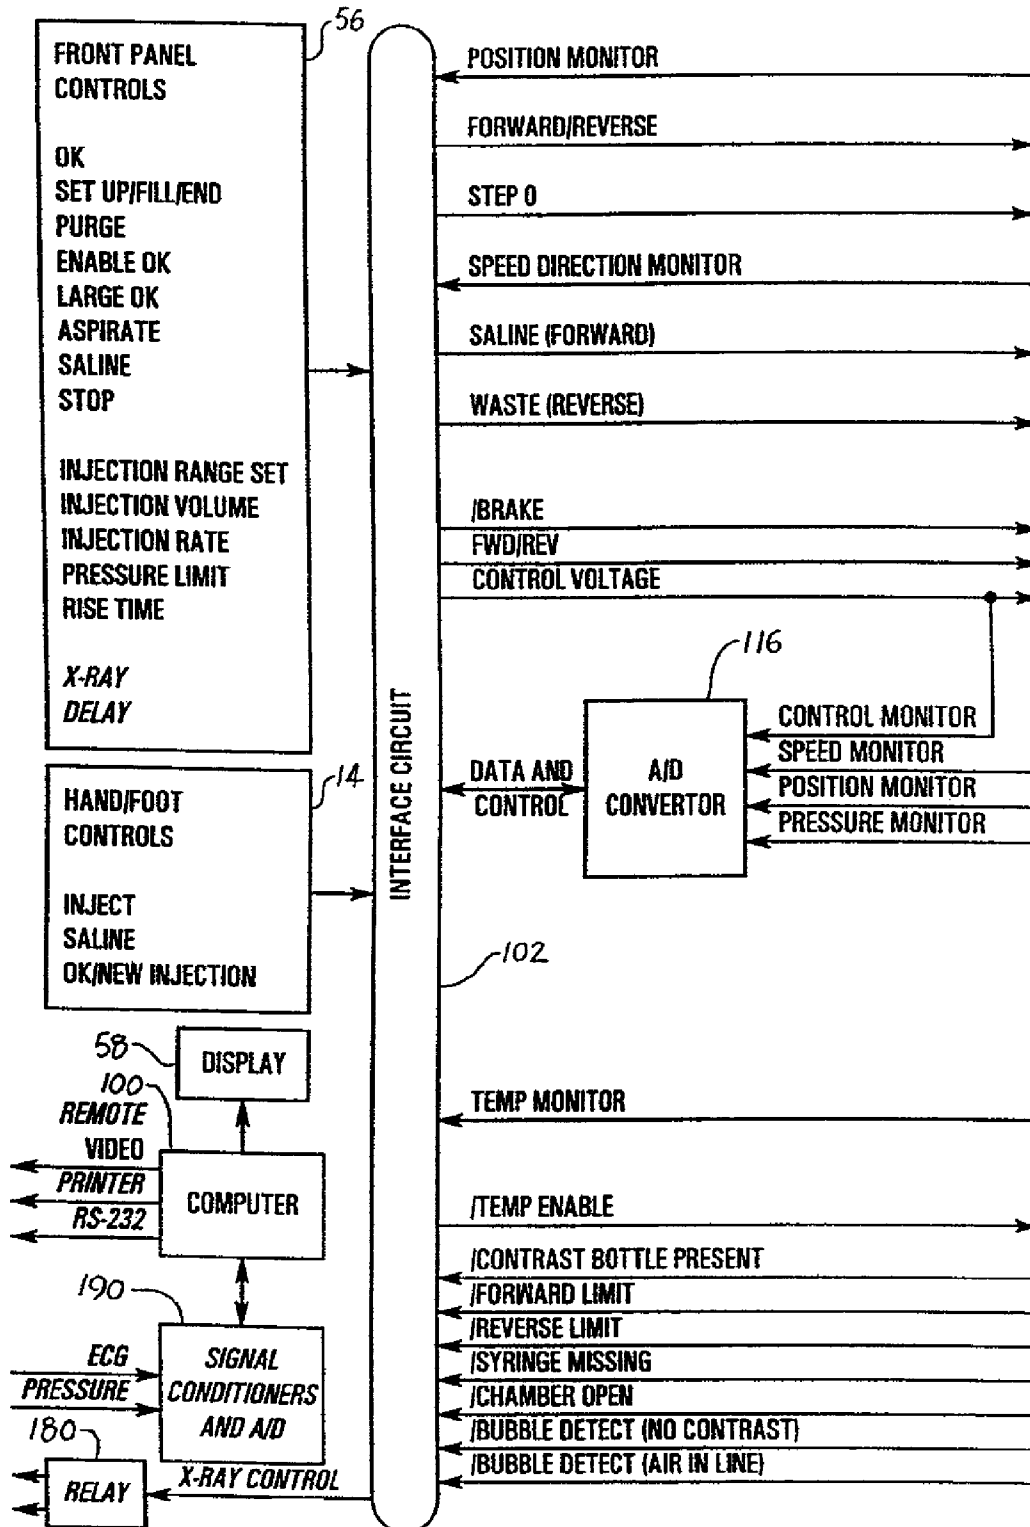 56
FRONT PANEL
CONTROLS
OK
SET UP/FILL/END
PURGE
ENABLE OK
LARGE OK
ASPIRATE
SALINE
STOP
INJECTION RANGE SET
INJECTION VOLUME
INJECTION RATE
PRESSURE LIMIT
RISE TIME
X-RAY
DELAY
14
HAND/FOOT
CONTROLS
INJECT
SALINE
OK/NEW INJECTION
58
DISPLAY
100
REMOTE
VIDEO
PRINTER
RS-232
COMPUTER
190
ECG
PRESSURE
SIGNAL
CONDITIONERS
AND A/D
180
RELAY
X-RAY CONTROL
INTERFACE CIRCUIT
102
POSITION MONITOR
FORWARD/REVERSE
STEP 0
SPEED DIRECTION MONITOR
SALINE (FORWARD)
WASTE (REVERSE)
/BRAKE
FWD/REV
CONTROL VOLTAGE
116
DATA AND
CONTROL
A/D
CONVERTOR
CONTROL MONITOR
SPEED MONITOR
POSITION MONITOR
PRESSURE MONITOR
TEMP MONITOR
/TEMP ENABLE
/CONTRAST BOTTLE PRESENT
/FORWARD LIMIT
/REVERSE LIMIT
/SYRINGE MISSING
/CHAMBER OPEN
/BUBBLE DETECT (NO CONTRAST)
/BUBBLE DETECT (AIR IN LINE)